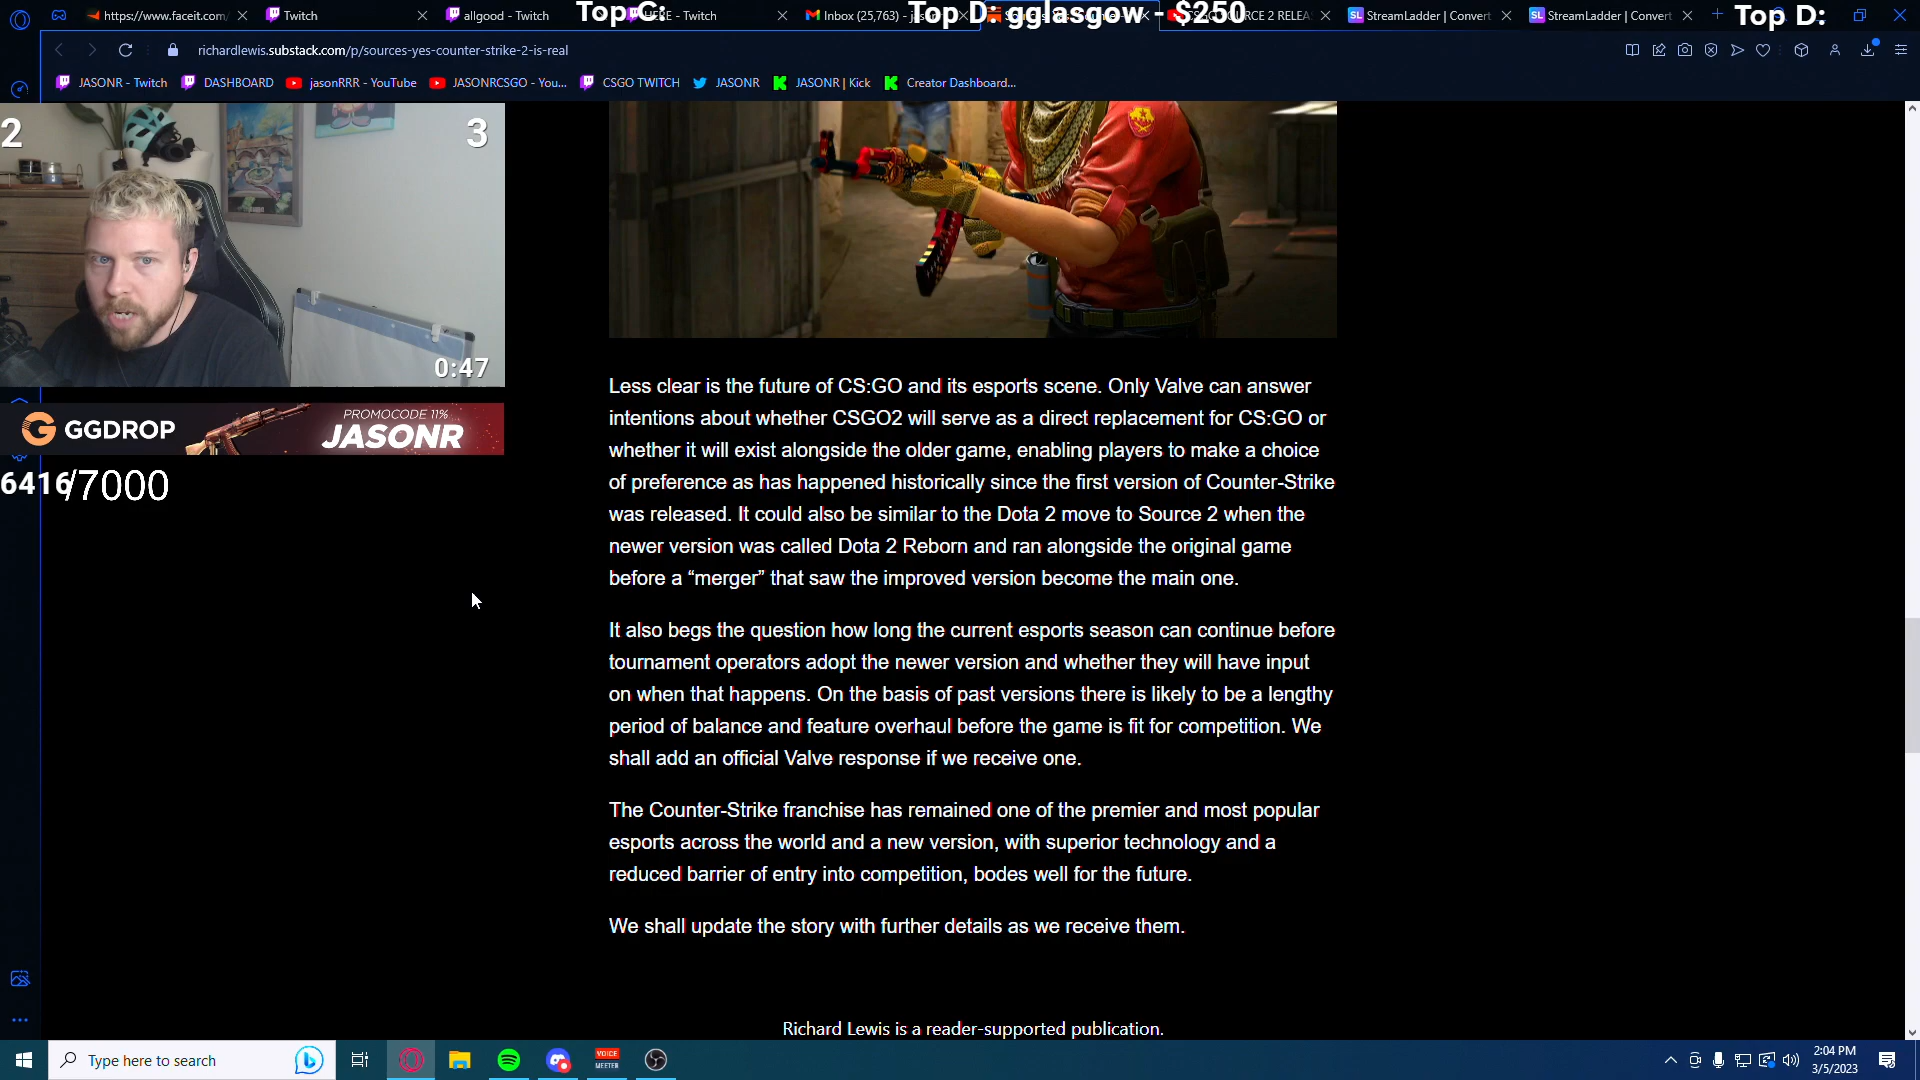 https://www.faceit.com/
Twitch
allgood - Twitch
Top C:
HERE - Twitch
Inbox (25,763) -
Top D: gglasgow - $250
StreamLadder | Convert
StreamLadder | Convert
Top D:
richardlewis.substack.com/p/sources-yes-counter-strike-2-is-real
JASONR - Twitch
DASHBOARD
jasonRRR - YouTube
JASONRCSGO - You...
CSGO TWITCH
JASONR
JASONR | Kick
Creator Dashboard...
2
3
0:47
GGDROP
PROMOCODE 11%
JASONR
6416/7000
Less clear is the future of CS:GO and its esports scene. Only Valve can answer
intentions about whether CSGO2 will serve as a direct replacement for CS:GO or
whether it will exist alongside the older game, enabling players to make a choice
of preference as has happened historically since the first version of Counter-Strike
was released. It could also be similar to the Dota 2 move to Source 2 when the
newer version was called Dota 2 Reborn and ran alongside the original game
before a “merger” that saw the improved version become the main one.
It also begs the question how long the current esports season can continue before
tournament operators adopt the newer version and whether they will have input
on when that happens. On the basis of past versions there is likely to be a lengthy
period of balance and feature overhaul before the game is fit for competition. We
shall add an official Valve response if we receive one.
The Counter-Strike franchise has remained one of the premier and most popular
esports across the world and a new version, with superior technology and a
reduced barrier of entry into competition, bodes well for the future.
We shall update the story with further details as we receive them.
Richard Lewis is a reader-supported publication.
Type here to search
VOICE
MEETER
2:04 PM
3/5/2023